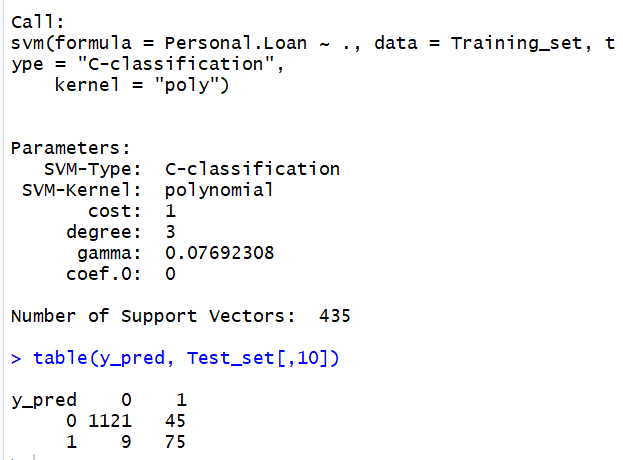 Call:
svm(formula = Personal.Loan ~ ., data = Training_set, t
ype = "C-classification",
    kernel = "poly")
Parameters:
   SVM-Type:  C-classification
 SVM-Kernel:  polynomial
       cost:  1
     degree:  3
      gamma:  0.07692308
     coef.0:  0
Number of Support Vectors:  435
> table(y_pred, Test_set[,10])
y_pred    0    1
     0 1121   45
     1    9   75